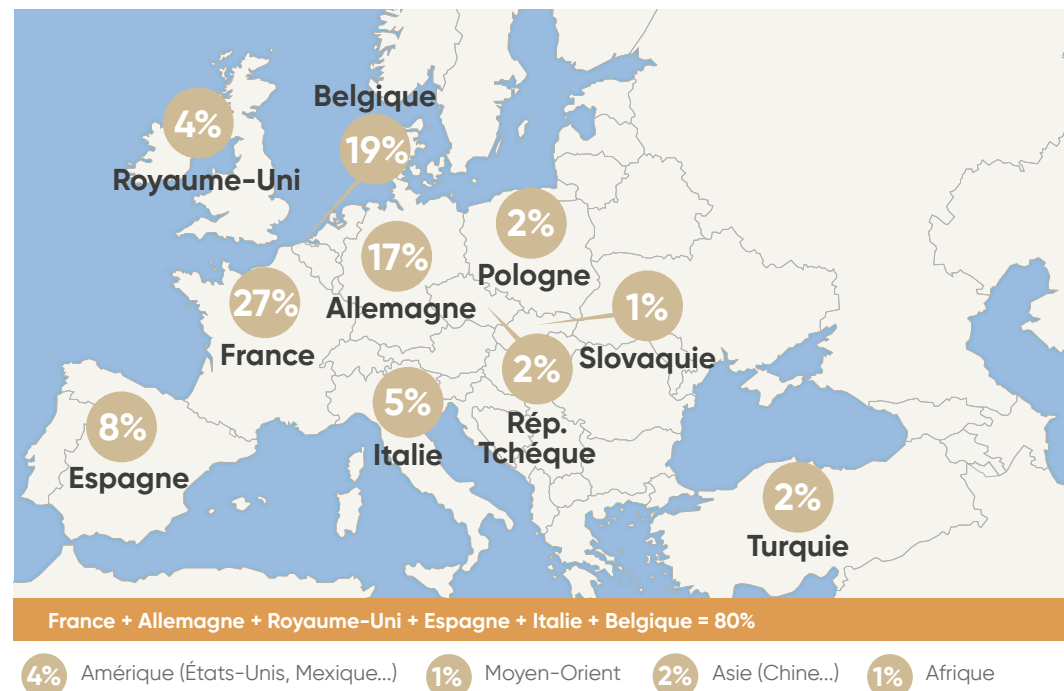 Belgique
19%
4%
Royaume-Uni
2%
Pologne
17%
Allemagne
27%
France
1%
Slovaquie
2%
Rép.
Tchéque
5%
Italie
8%
Espagne
2%
Turquie
France + Allemagne + Royaume-Uni + Espagne + Italie + Belgique = 80%
4% Amérique (États-Unis, Mexique...)
1% Moyen-Orient
2% Asie (Chine...)
1% Afrique